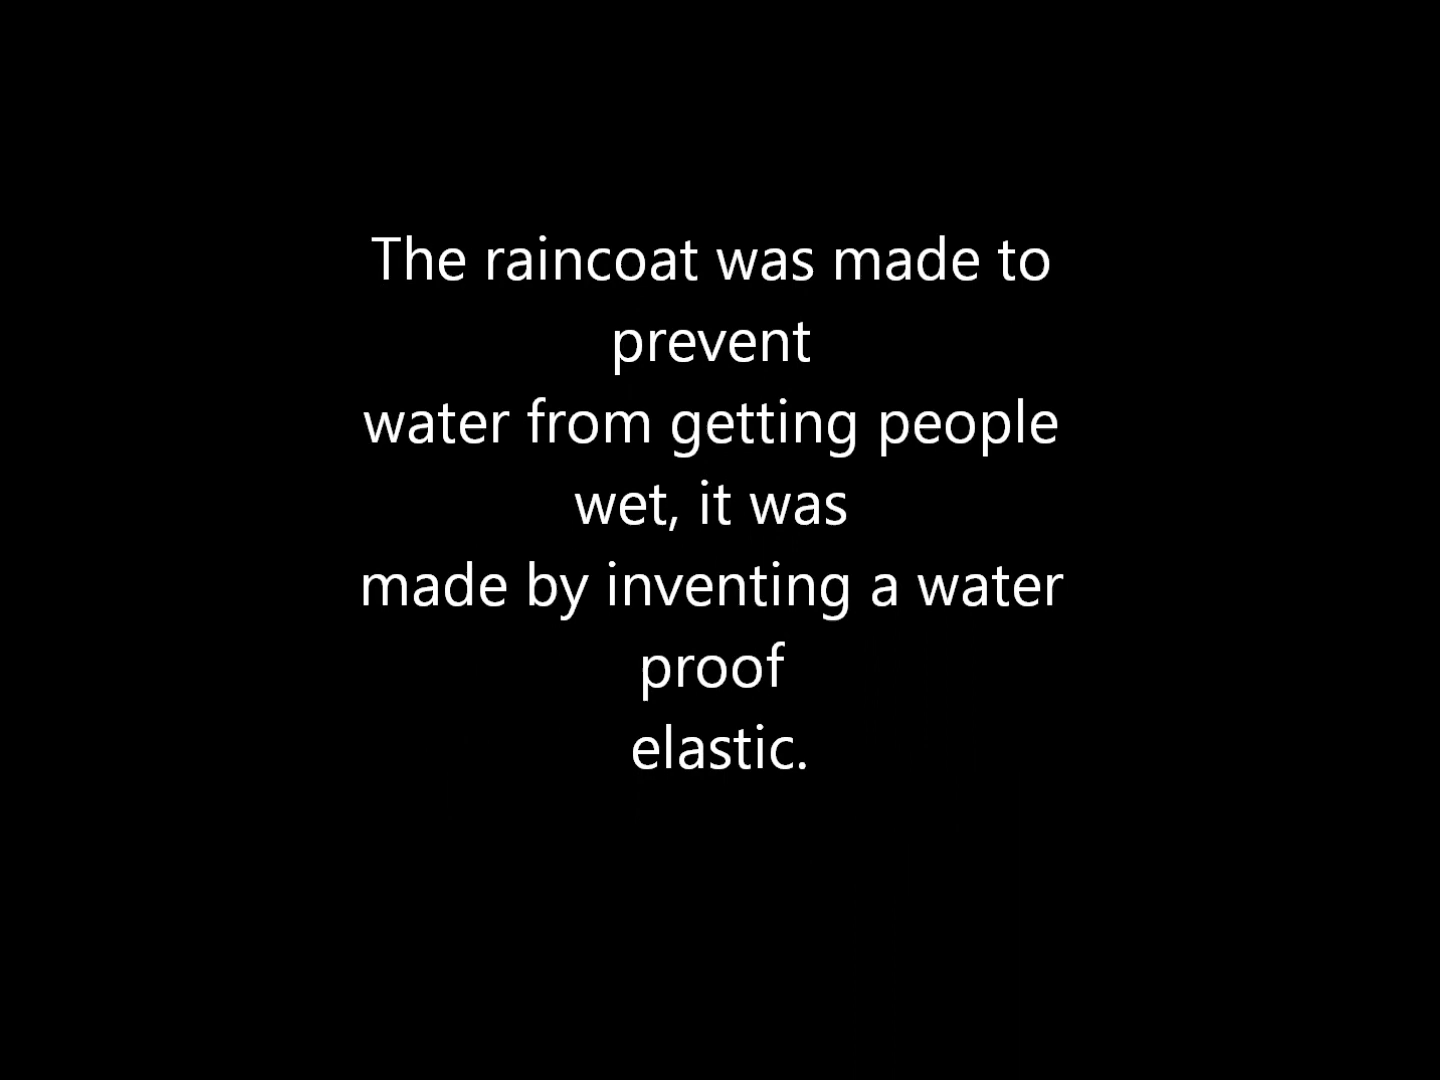 The raincoat was made to
prevent
water from getting people
wet, it was
made by inventing a water
proof
elastic.